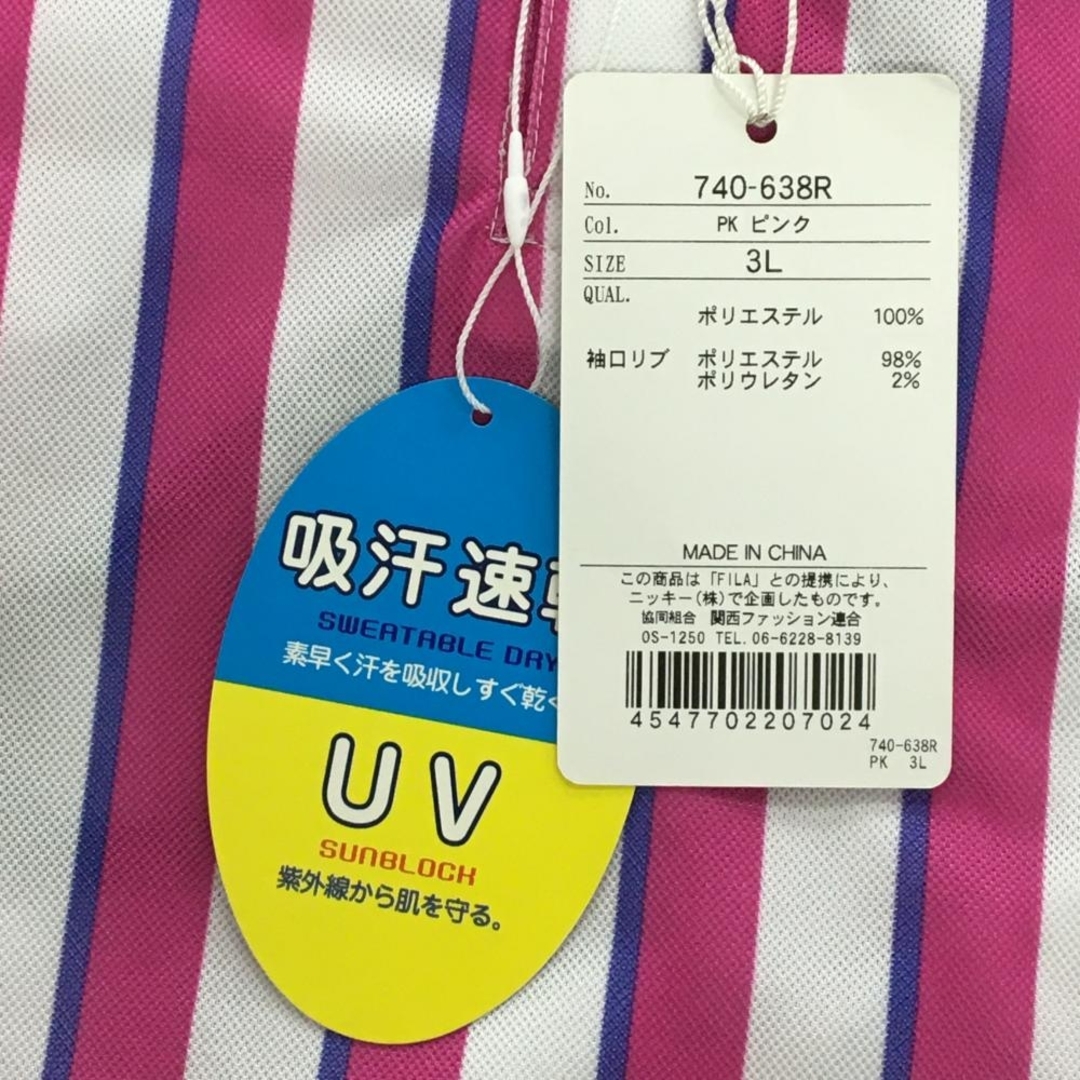 No. 740-638R
Col. PK ピンク
SIZE 3L
QUAL.
ポリエステル 100%
袖口リブ ポリエステル 98%
ポリウレタン 2%
MADE IN CHINA
この商品は「FILA」との提携により、
ニッキー(株)で企画したものです。
協同組合 関西ファッション連合
OS-1250 TEL. 06-6228-8139
4547702207024
740-638R
PK 3L
吸汗速
SWEATABLE DRY
素早く汗を吸収しすぐ乾く
UV
SUNBLOCK
紫外線から肌を守る。